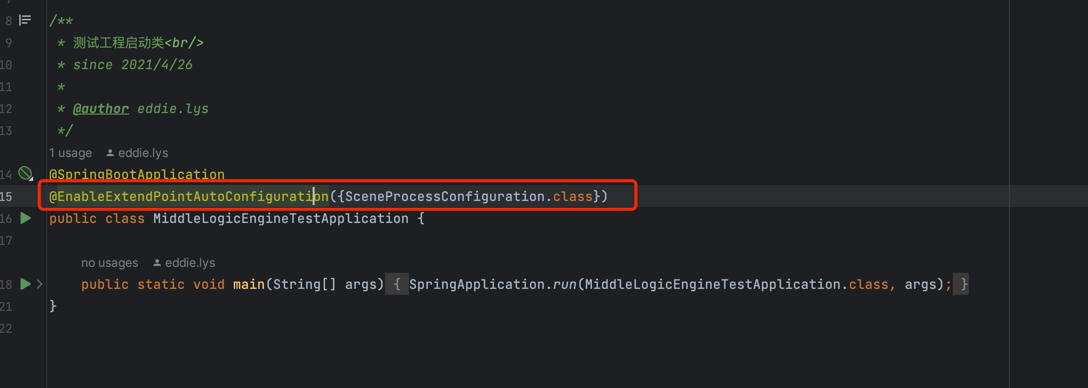 8 /**
9 * 测试工程启动类<br/>
10 * since 2021/4/26
11 *
12 * @author eddie.lys
13 */
1 usage eddie.lys
14 @SpringBootApplication
15 @EnableExtendPointAutoConfiguration({SceneProcessConfiguration.class})
16 public class MiddleLogicEngineTestApplication {
17
no usages eddie.lys
18 public static void main(String[] args) { SpringApplication.run(MiddleLogicEngineTestApplication.class, args); }
21 }
22